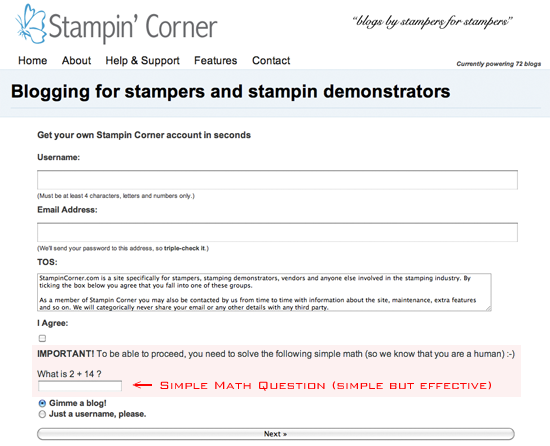 Stampin' Corner
"blogs by stampers for stampers"
Home About Help & Support Features Contact
Currently powering 72 blogs
Blogging for stampers and stampin demonstrators
Get your own Stampin Corner account in seconds
Username:
(Must be at least 4 characters, letters and numbers only.)
Email Address:
(We'll send your password to this address, so triple-check it.)
TOS:
StampinCorner.com is a site specifically for stampers, stamping demonstrators, vendors and anyone else involved in the stamping industry. By
ticking the box below you agree that you fall into one of these groups.
As a member of Stampin Corner you may also be contacted by us from time to time with information about the site, maintenance, extra features
and so on. We will categorically never share your email or any other details with any third party.
I Agree:
IMPORTANT! To be able to proceed, you need to solve the following simple math (so we know that you are a human) :-)
What is 2 + 14 ?
Simple Math Question (simple but effective)
Gimme a blog!
Just a username, please.
Next »